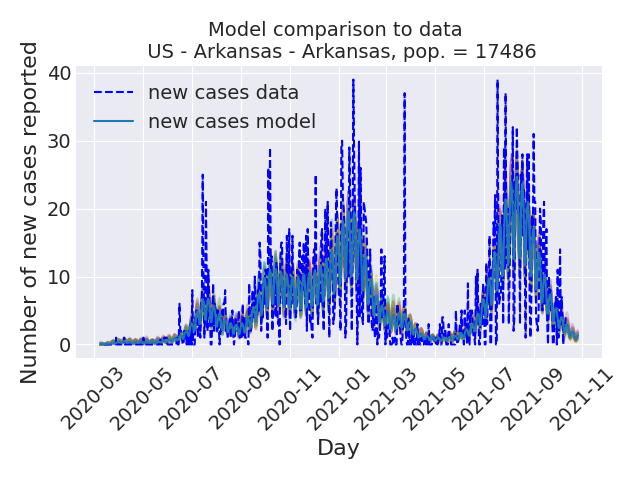 Model comparison to data
US - Arkansas - Arkansas, pop. = 17486
Number of new cases reported
40
30
20
10
0
new cases data
new cases model
2020-03
2020-05
2020-07
2020-09
2020-11
2021-01
2021-03
2021-05
2021-07
2021-09
2021-11
Day